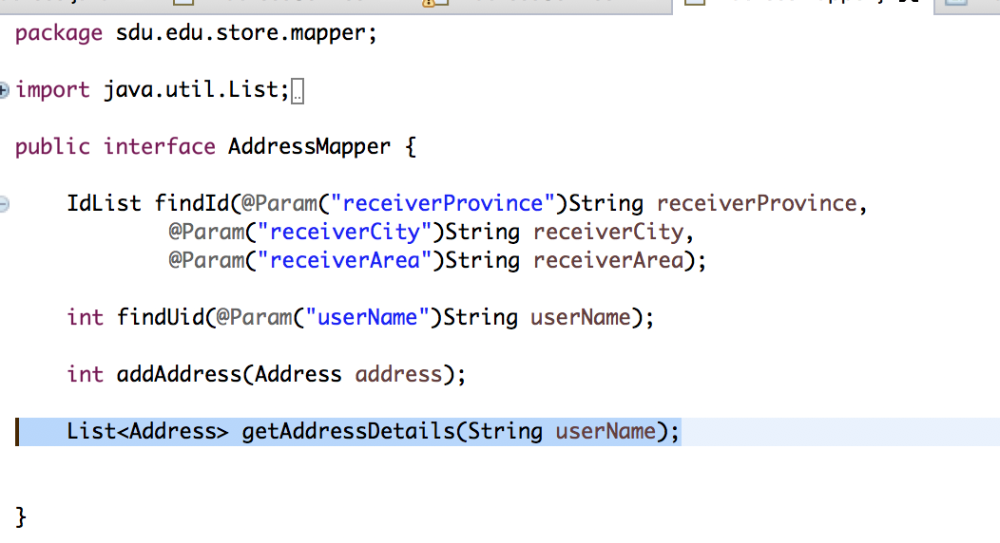 package sdu.edu.store.mapper;
import java.util.List;
public interface AddressMapper {
IdList findId(@Param("receiverProvince")String receiverProvince,
@Param("receiverCity")String receiverCity,
@Param("receiverArea")String receiverArea);
int findUid(@Param("userName")String userName);
int addAddress(Address address);
List<Address> getAddressDetails(String userName);
}